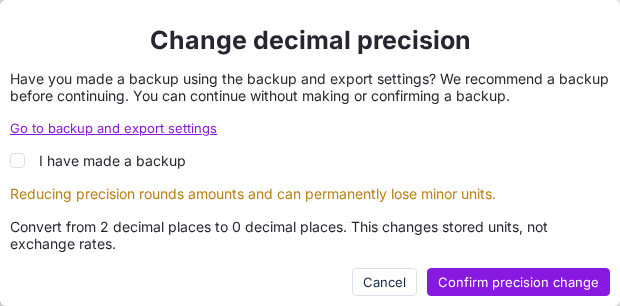 Change decimal precision
Have you made a backup using the backup and export settings? We recommend a backup
before continuing. You can continue without making or confirming a backup.
Go to backup and export settings
I have made a backup
Reducing precision rounds amounts and can permanently lose minor units.
Convert from 2 decimal places to 0 decimal places. This changes stored units, not
exchange rates.
Cancel
Confirm precision change